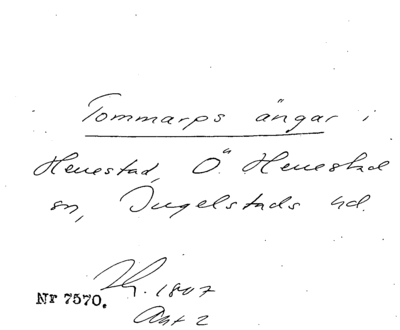 Tommarps ängar i
Herrestad, Ö. Herrestad
sn, Ingelstads hd.
1807
Nr 7570.
Akt 2